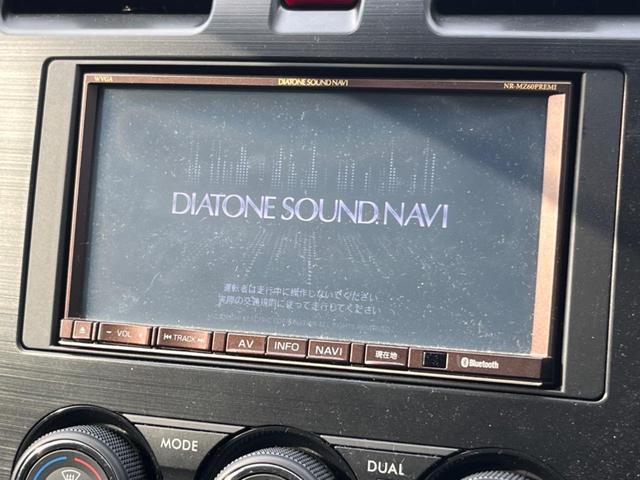 WVGA DIATONE SOUND NAVI NR-MZ60PREMI
DIATONE SOUND.NAVI
運転者は走行中に操作しないでください
実際の交通規制に従って走行してください
- VOL + TRACK AV INFO NAVI 現在地 Bluetooth
MODE DUAL